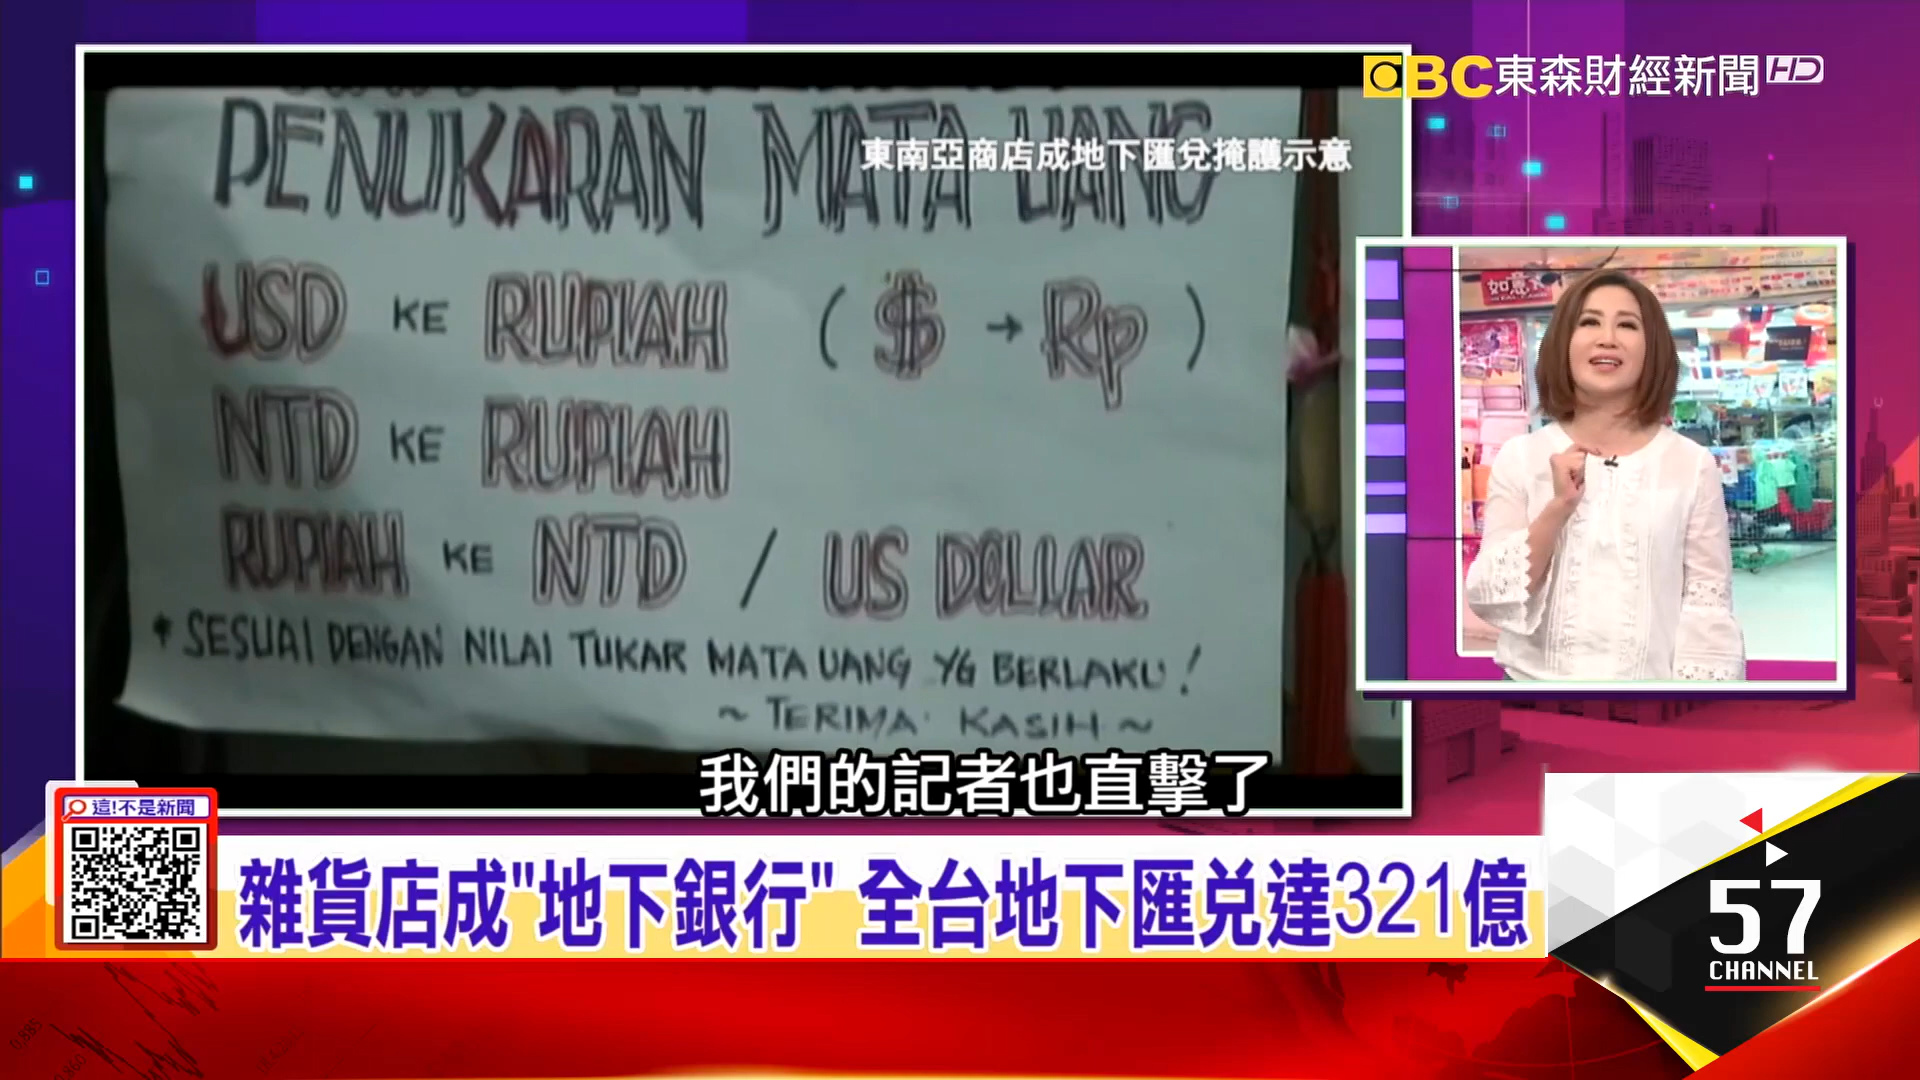 EBC東森財經新聞HD
PENUKARAN MATA UANG
東南亞商店成地下匯兌掩護示意
USD KE RUPIAH ( $ → Rp )
NTD KE RUPIAH
RUPIAH KE NTD / US DOLLAR
* SESUAI DENGAN NILAI TUKAR MATA UANG YG BERLAKU !
~ TERIMA KASIH ~
如意
我們的記者也直擊了
這!不是新聞
雜貨店成"地下銀行" 全台地下匯兌達321億
57
CHANNEL